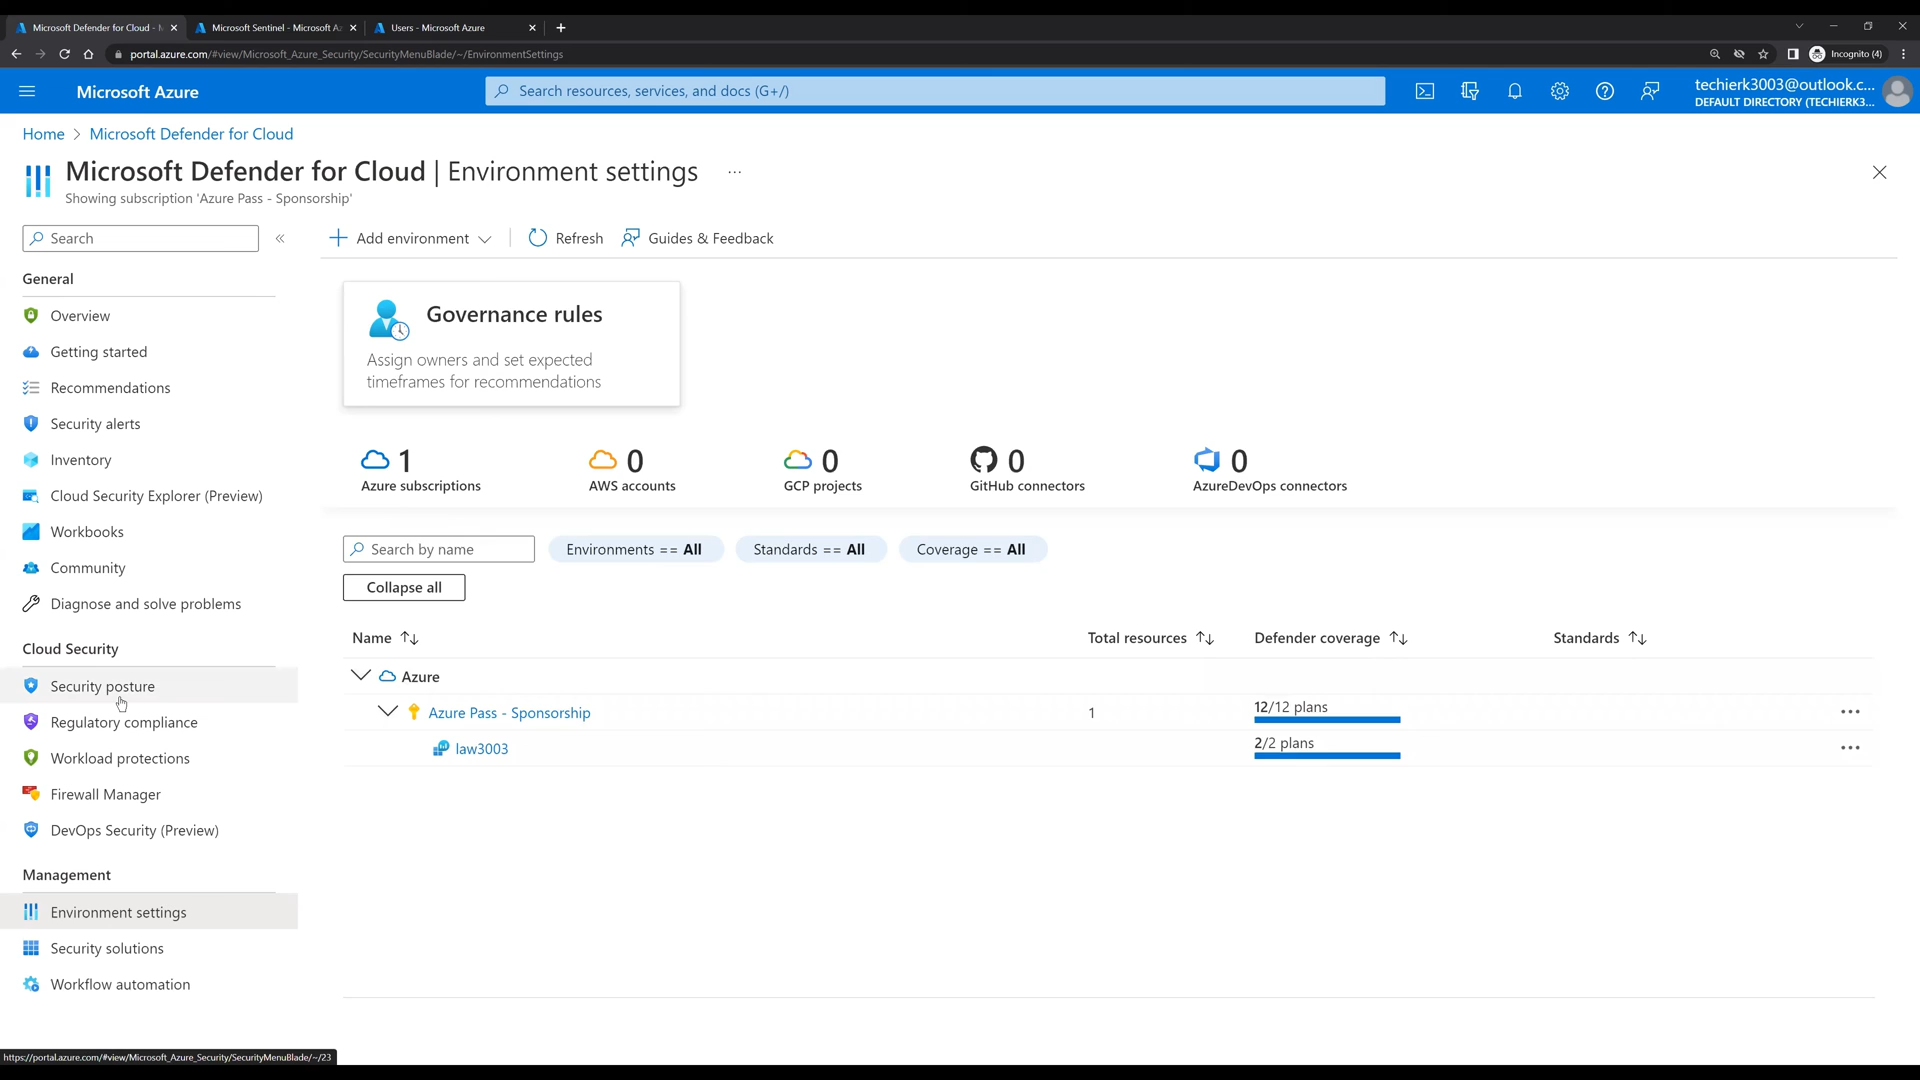 Microsoft Defender for Cloud - M
Microsoft Sentinel - Microsoft Az
Users - Microsoft Azure
portal.azure.com/#view/Microsoft_Azure_Security/SecurityMenuBlade/~/EnvironmentSettings
Incognito (4)
Microsoft Azure
Search resources, services, and docs (G+/)
techierk3003@outlook.c...
DEFAULT DIRECTORY (TECHIERK3...
Home > Microsoft Defender for Cloud
Microsoft Defender for Cloud | Environment settings ...
Showing subscription 'Azure Pass - Sponsorship'
Search
«
Add environment
Refresh
Guides & Feedback
General
Overview
Getting started
Recommendations
Security alerts
Inventory
Cloud Security Explorer (Preview)
Workbooks
Community
Diagnose and solve problems
Cloud Security
Security posture
Regulatory compliance
Workload protections
Firewall Manager
DevOps Security (Preview)
Management
Environment settings
Security solutions
Workflow automation
Governance rules
Assign owners and set expected
timeframes for recommendations
1
Azure subscriptions
0
AWS accounts
0
GCP projects
0
GitHub connectors
0
AzureDevOps connectors
Search by name
Environments == All
Standards == All
Coverage == All
Collapse all
Name
Total resources
Defender coverage
Standards
Azure
Azure Pass - Sponsorship
1
12/12 plans
law3003
2/2 plans
https://portal.azure.com/#view/Microsoft_Azure_Security/SecurityMenuBlade/~/23